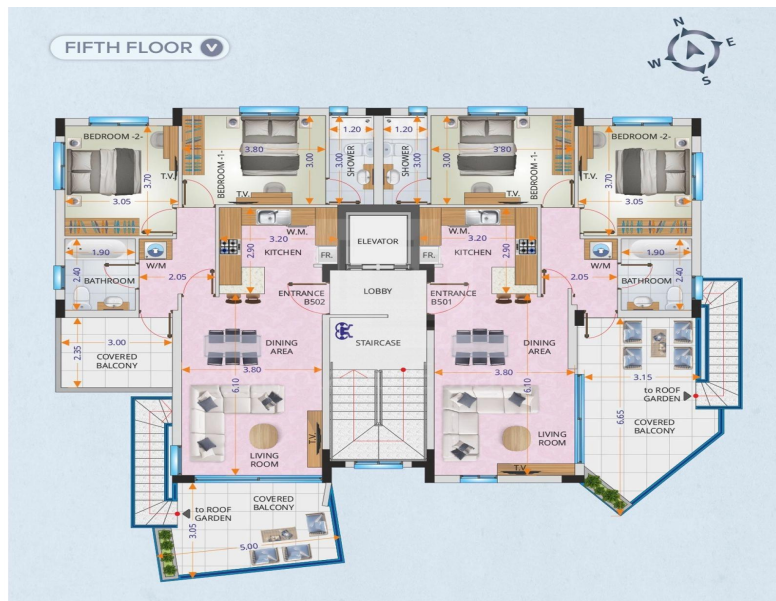 FIFTH FLOOR
N
E
W
S
BEDROOM -2-
3.70
T.V.
3.05
3.80
3.00
BEDROOM -1-
T.V.
1.20
3.00
SHOWER
1.20
SHOWER
3.00
3.80
3.00
BEDROOM -1-
T.V.
BEDROOM -2-
3.70
T.V.
3.05
1.90
2.40
BATHROOM
W/M
2.05
W.M.
3.20
2.90
KITCHEN
FR.
ELEVATOR
LOBBY
STAIRCASE
FR.
W.M.
3.20
2.90
KITCHEN
W/M
2.05
1.90
2.40
BATHROOM
ENTRANCE
B502
ENTRANCE
B501
3.00
2.35
COVERED
BALCONY
DINING
AREA
3.80
6.10
LIVING
ROOM
T.V.
DINING
AREA
3.80
6.10
LIVING
ROOM
T.V.
3.15
to ROOF
GARDEN
6.65
COVERED
BALCONY
to ROOF
GARDEN
COVERED
BALCONY
3.05
5.00